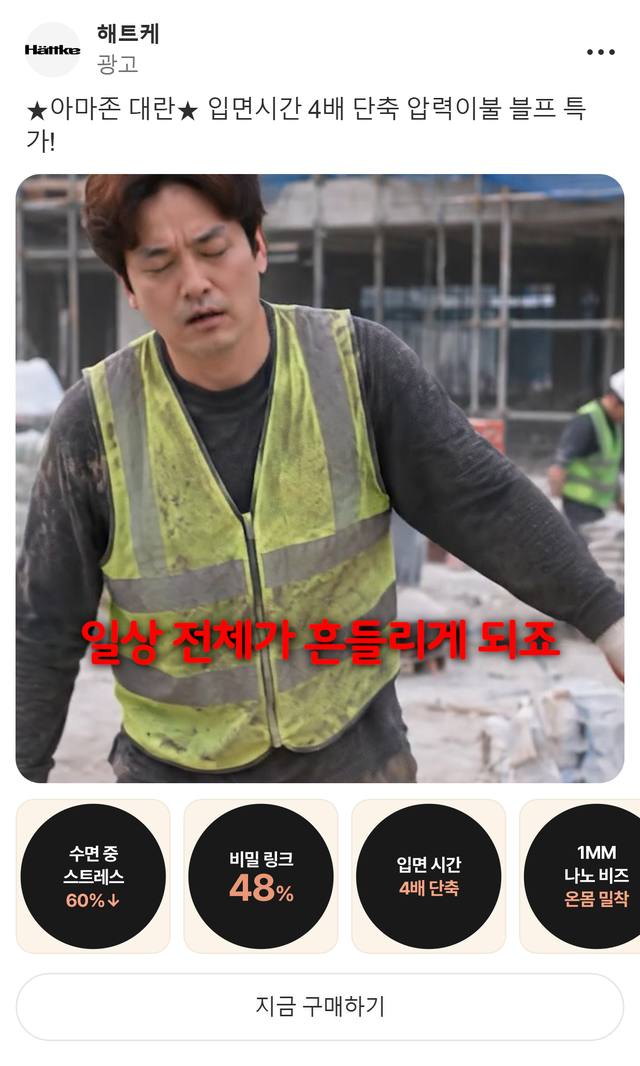 Hättke
해트케
광고
★아마존 대란★ 입면시간 4배 단축 압력이불 블프 특
가!
일상 전체가 흔들리게 되죠
수면 중
스트레스
60%↓
비밀 링크
48%
입면 시간
4배 단축
1MM
나노 비즈
온몸 밀착
지금 구매하기